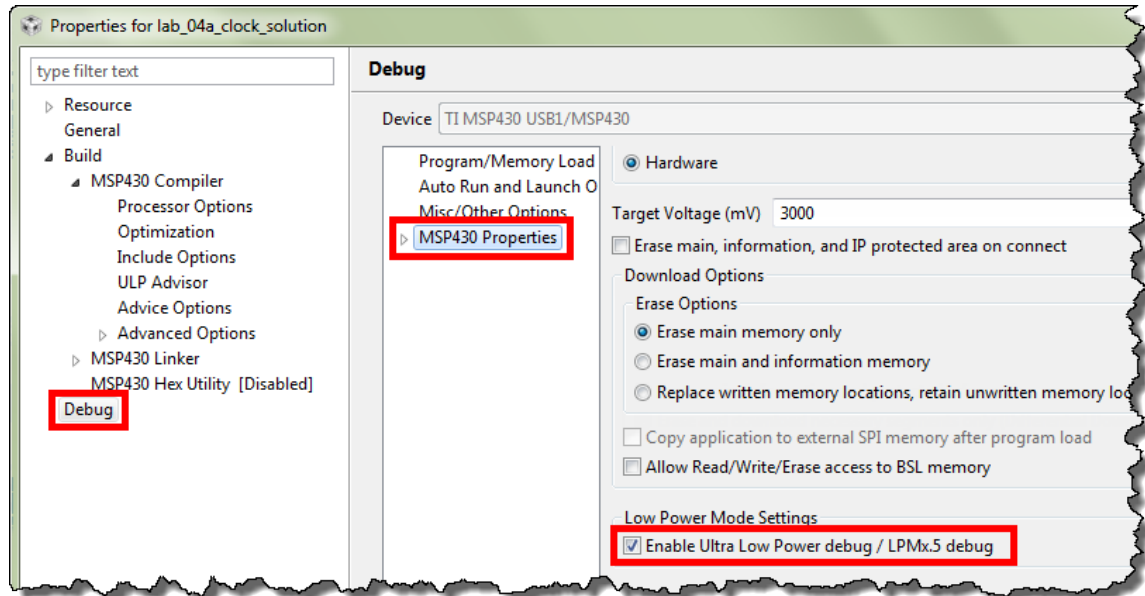 Properties for lab_04a_clock_solution
type filter text
Resource
General
Build
MSP430 Compiler
Processor Options
Optimization
Include Options
ULP Advisor
Advice Options
Advanced Options
MSP430 Linker
MSP430 Hex Utility [Disabled]
Debug
Debug
Device TI MSP430 USB1/MSP430
Program/Memory Load
Auto Run and Launch O
Misc/Other Options
MSP430 Properties
Hardware
Target Voltage (mV) 3000
Erase main, information, and IP protected area on connect
Download Options
Erase Options
Erase main memory only
Erase main and information memory
Replace written memory locations, retain unwritten memory loc
Copy application to external SPI memory after program load
Allow Read/Write/Erase access to BSL memory
Low Power Mode Settings
Enable Ultra Low Power debug / LPMx.5 debug